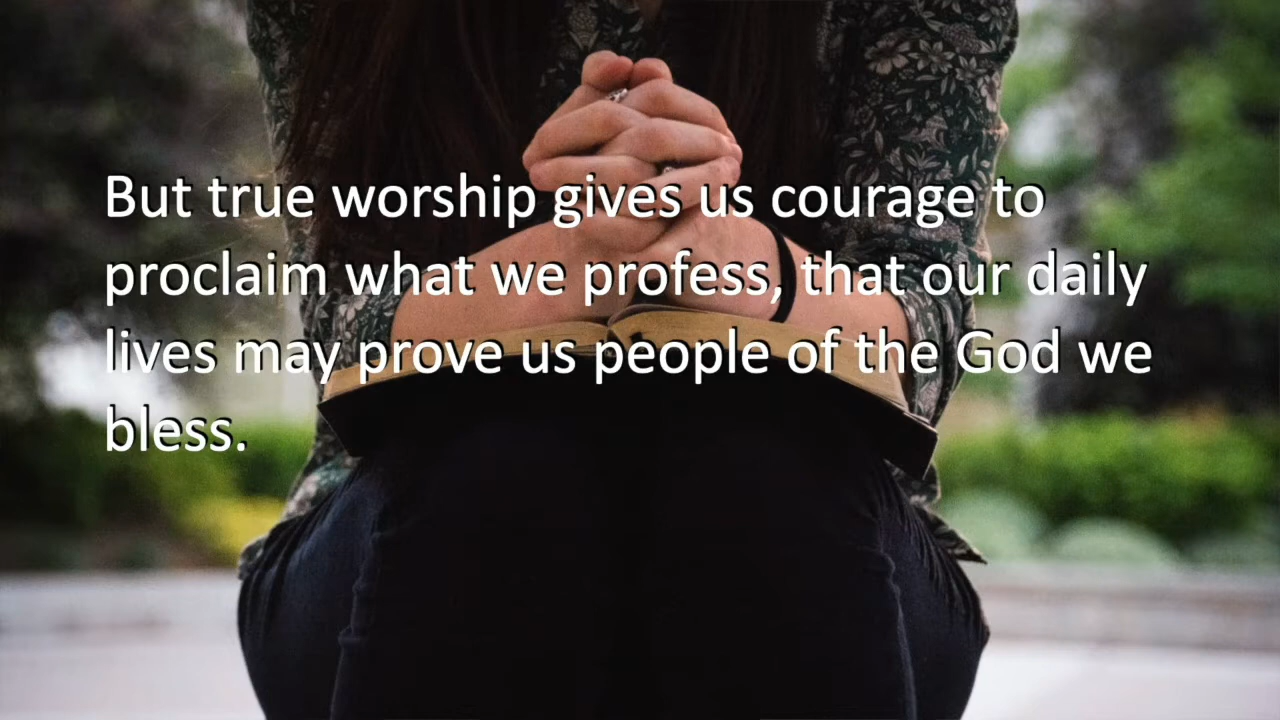 But true worship gives us courage to
proclaim what we profess, that our daily
lives may prove us people of the God we
bless.